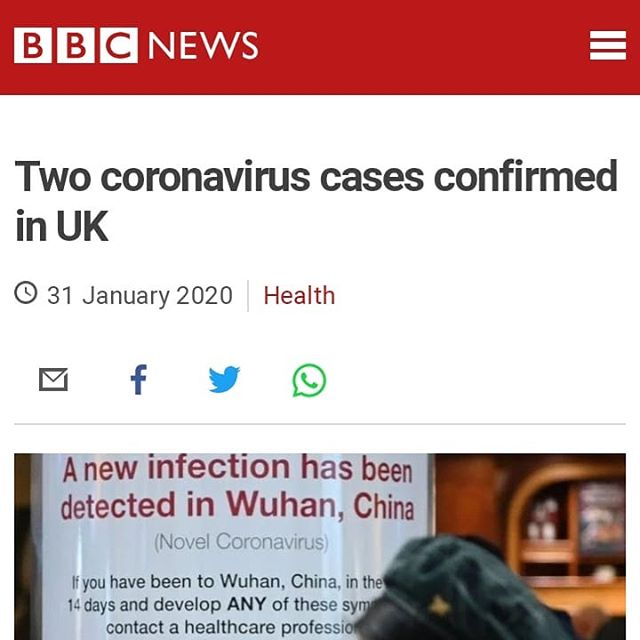 BBC NEWS
Two coronavirus cases confirmed
in UK
31 January 2020 Health
A new infection has been
detected in Wuhan, China
(Novel Coronavirus)
If you have been to Wuhan, China, in the
14 days and develop ANY of these
contact a healthcare